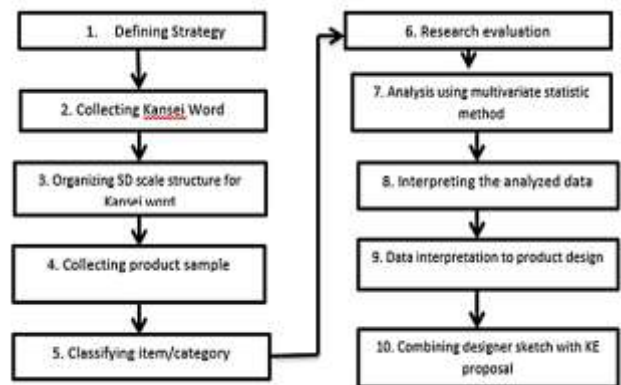 1. Defining Strategy
2. Collecting Kansei Word
3. Organizing SD scale structure for
Kansei word
4. Collecting product sample
5. Classifying item/category
6. Research evaluation
7. Analysis using multivariate statistic
method
8. Interpreting the analyzed data
9. Data interpretation to product design
10. Combining designer sketch with KE
proposal